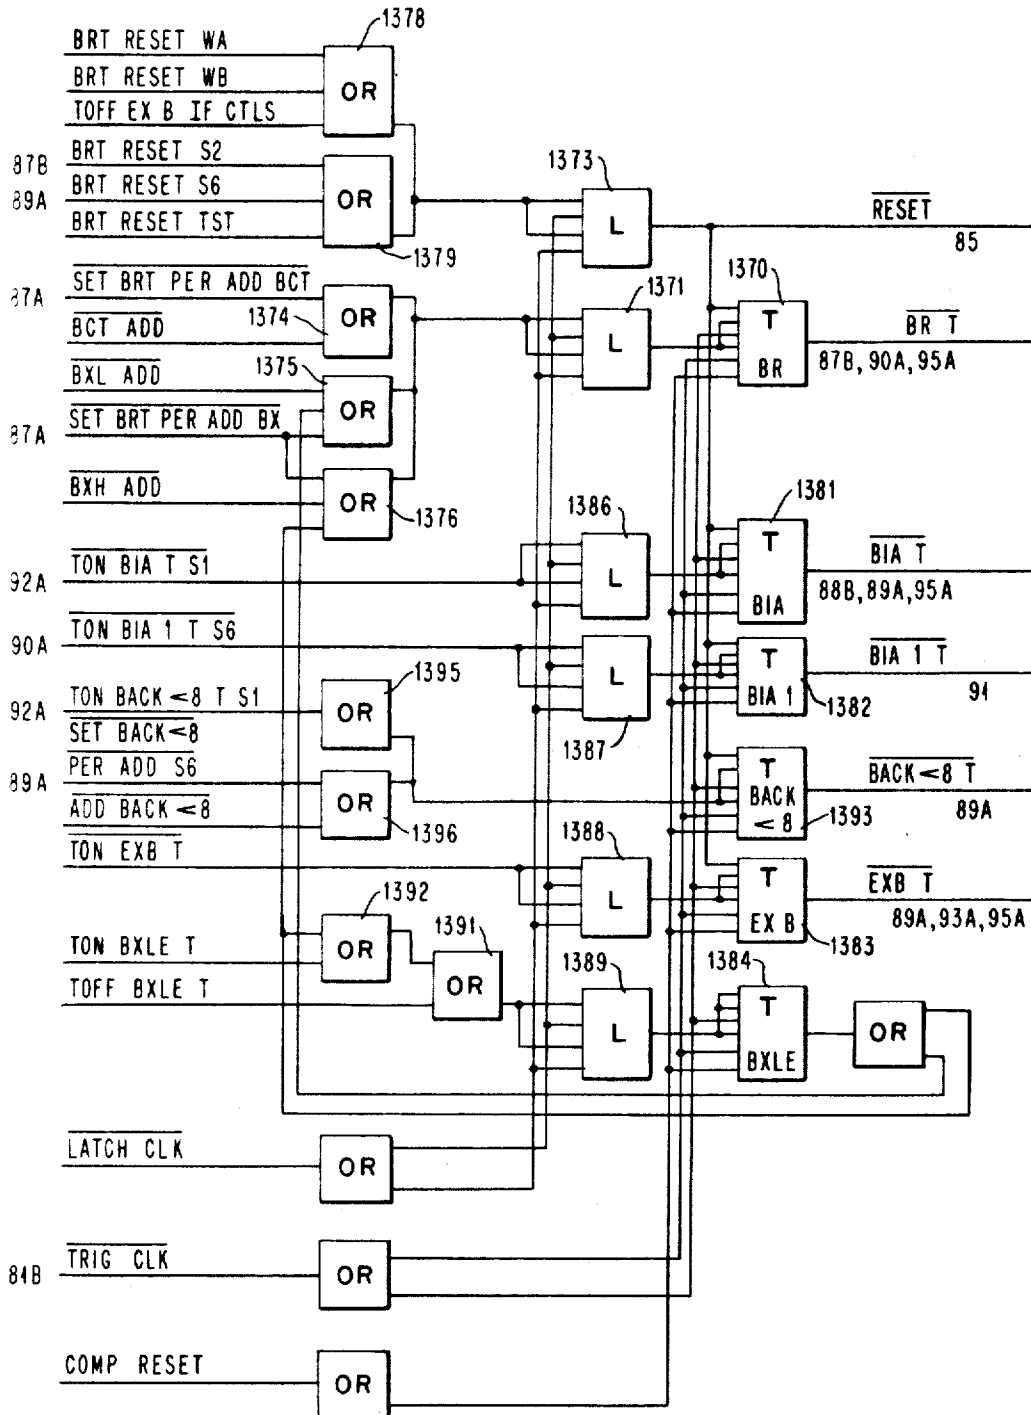 1378
BRT RESET WA
BRT RESET WB
OR
TOFF EX B IF CTLS
87B BRT RESET S2
1373
89A BRT RESET S6
OR
L
RESET
BRT RESET TST
1379
85
SET BRT PER ADD BCT
1371
1370
87A
OR
1374
T
BR T
BCT ADD
L
BR
87B, 90A, 95A
BXL ADD
1375
OR
SET BRT PER ADD BX
87A
BXH ADD
OR
1376
1386
1381
T
TON BIA T S1
92A
L
BIA T
BIA
88B, 89A, 95A
TON BIA 1 T S6
90A
L
T
BIA 1 T
BIA 1
1382
91
1395
TON BACK<8 T S1
92A
OR
1387
SET BACK<8
PER ADD S6
89A
T
BACK
<8
BACK<8 T
89A
OR
1396
1393
ADD BACK<8
TON EXB T
1388
T
EXB T
1392
L
EX B
1383
89A, 93A, 95A
1391
OR
TON BXLE T
1389
1384
OR
TOFF BXLE T
T
L
BXLE
OR
LATCH CLK
OR
TRIG CLK
OR
COMP RESET
OR